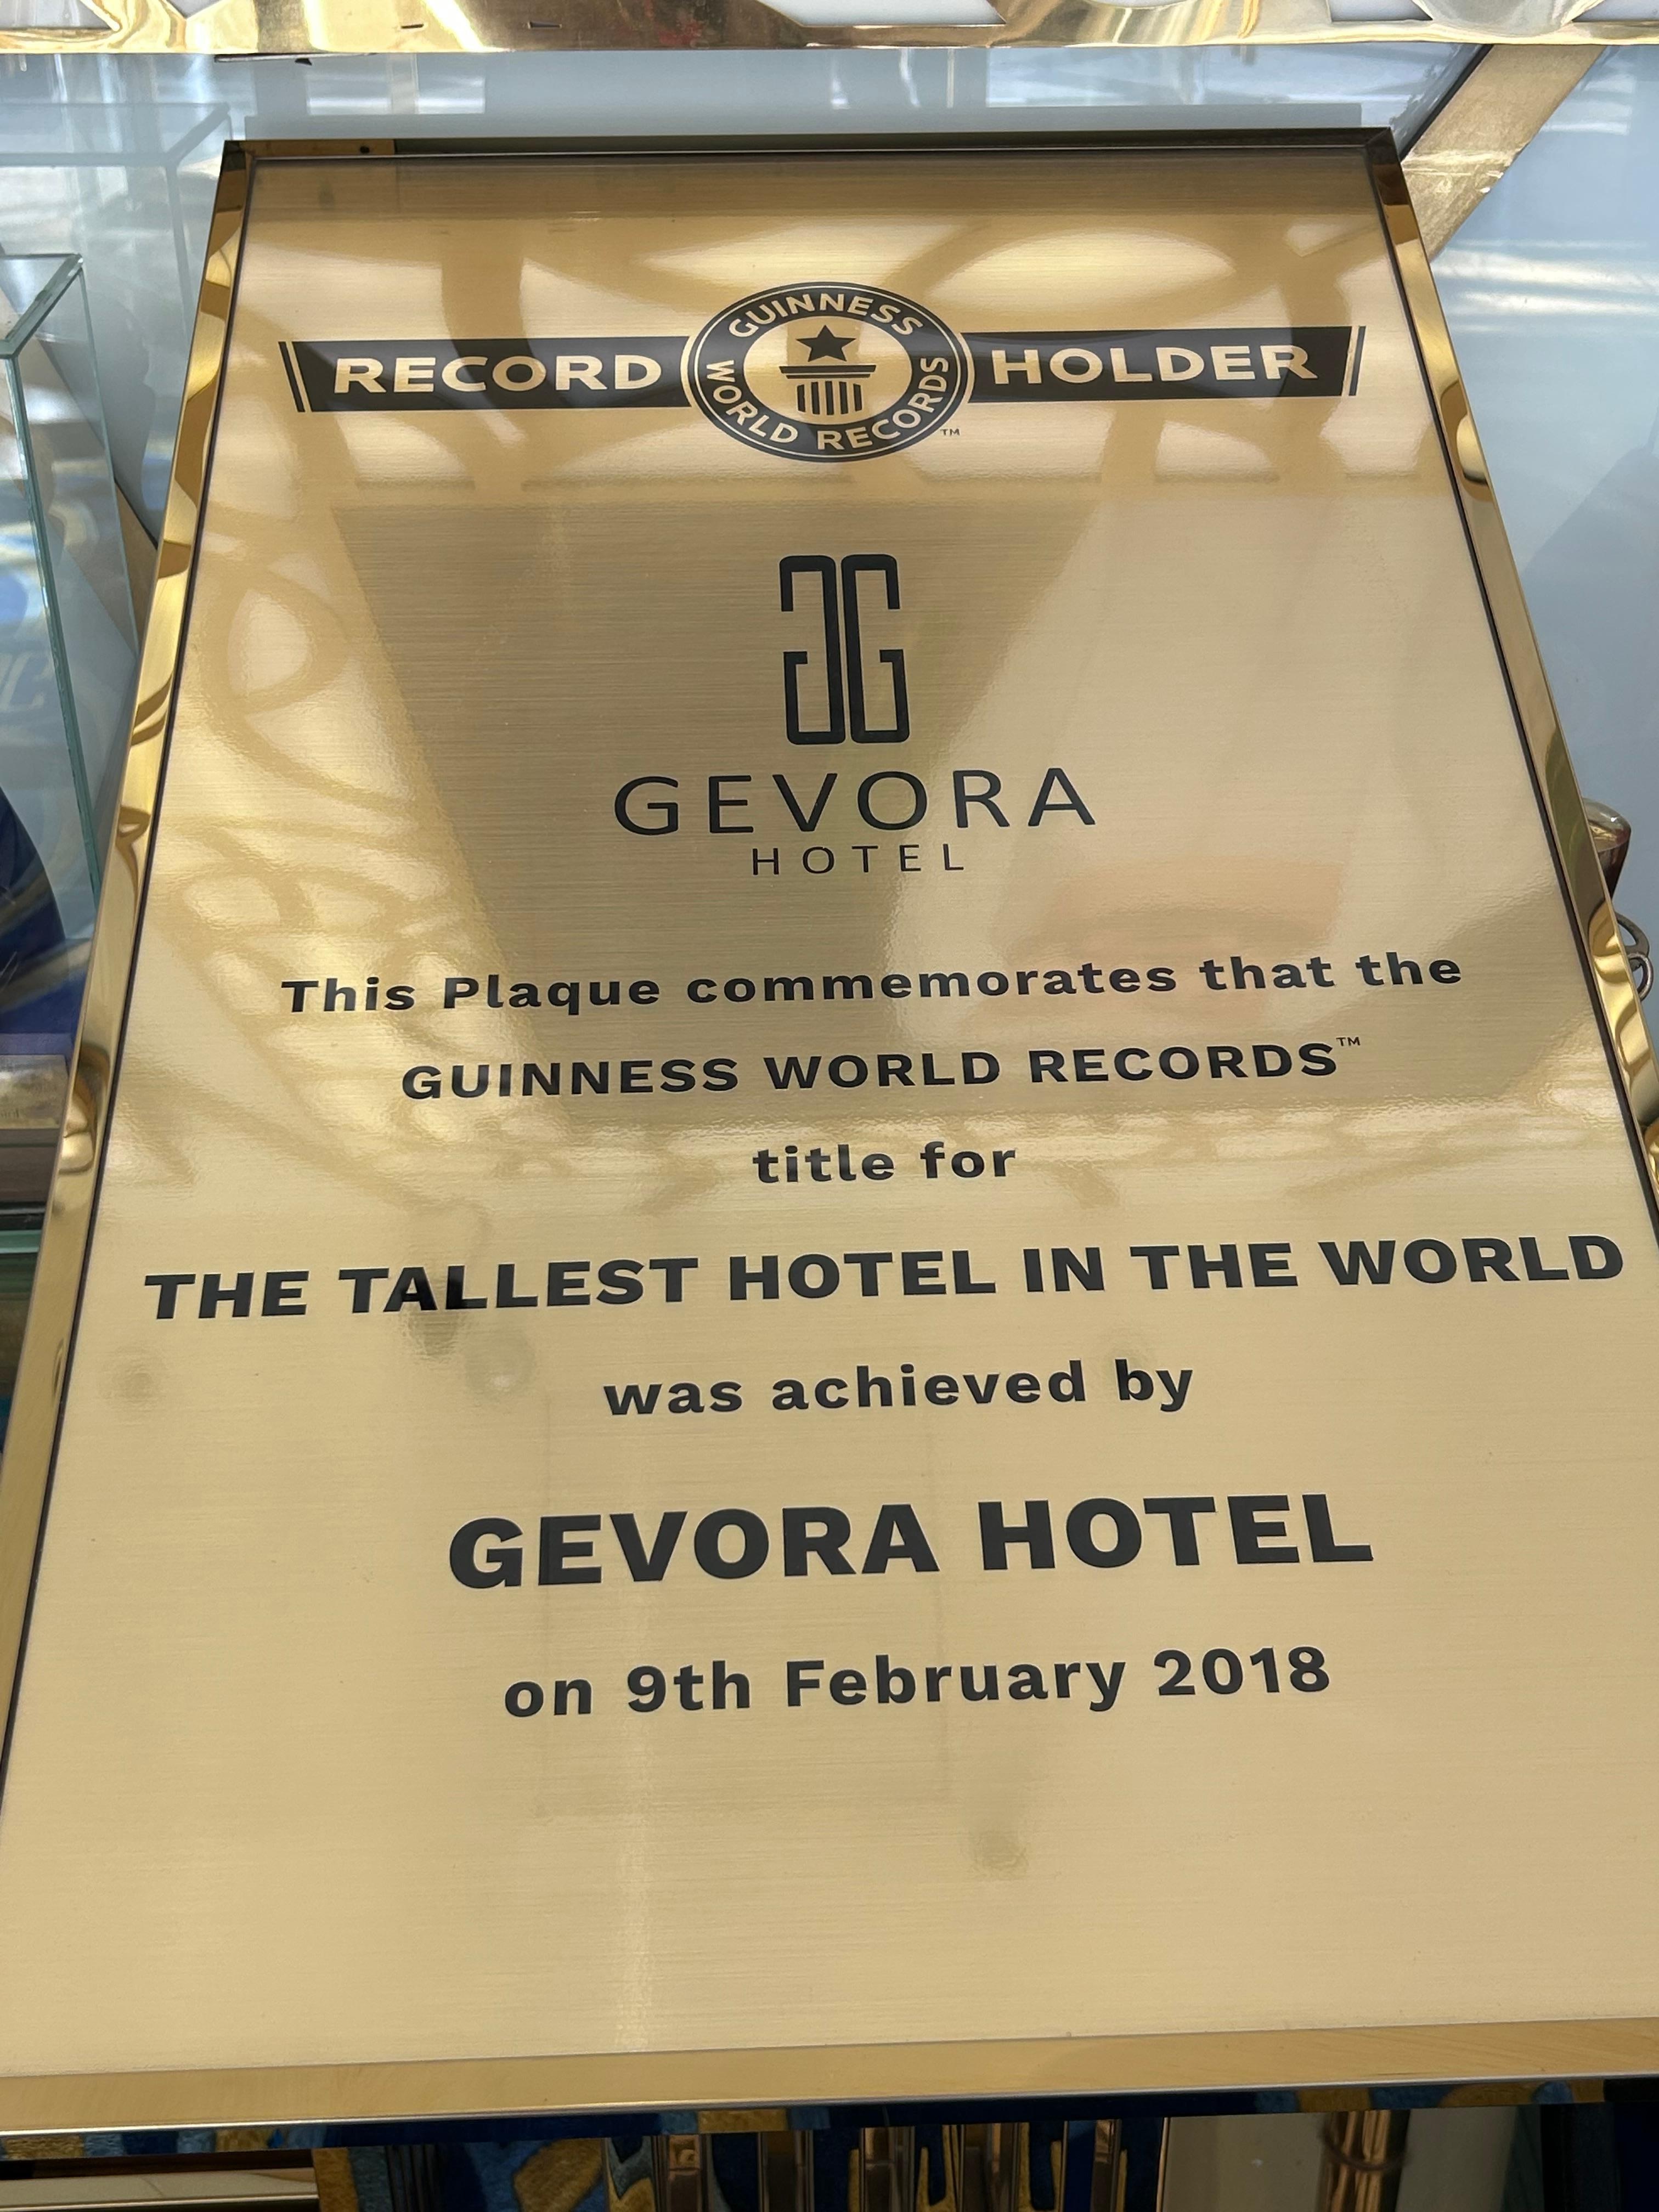 RECORD GUINNESS WORLD RECORDS™ HOLDER
GEVORA
HOTEL
This Plaque commemorates that the
GUINNESS WORLD RECORDS™
title for
THE TALLEST HOTEL IN THE WORLD
was achieved by
GEVORA HOTEL
on 9th February 2018